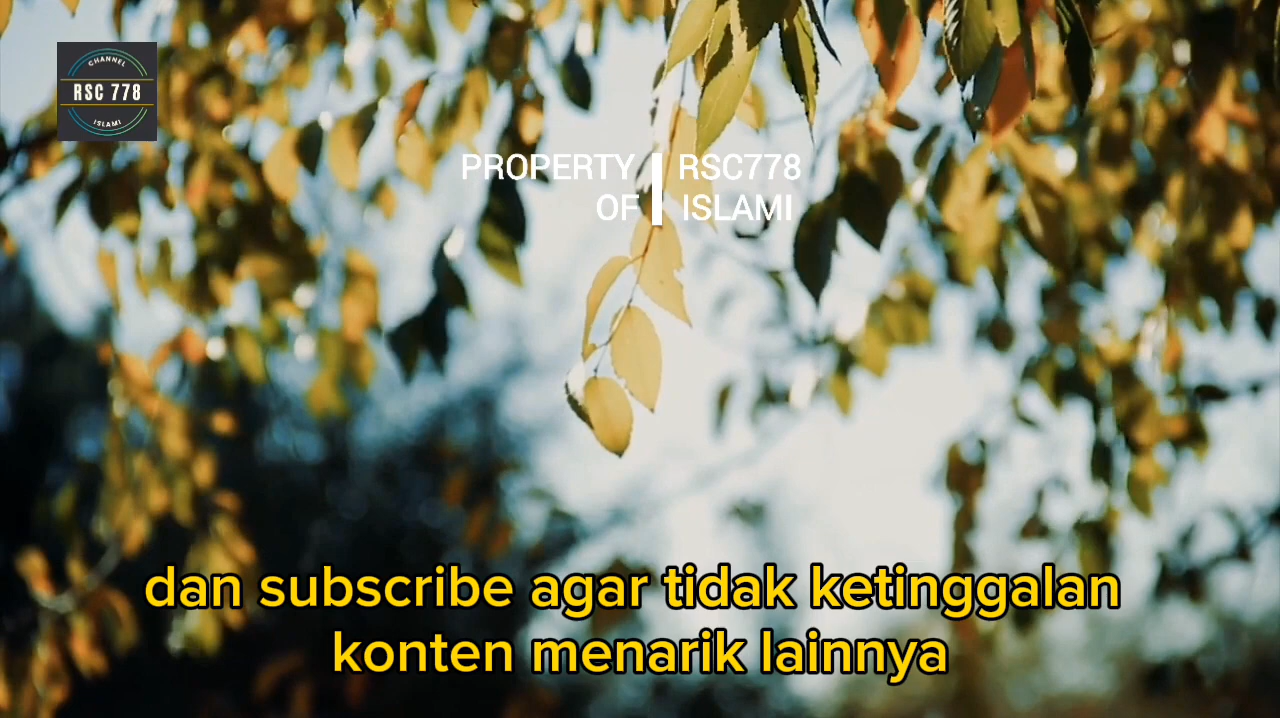 CHANNEL
RSC 778
ISLAMI
PROPERTY OF
RSC778 ISLAMI
dan subscribe agar tidak ketinggalan
konten menarik lainnya